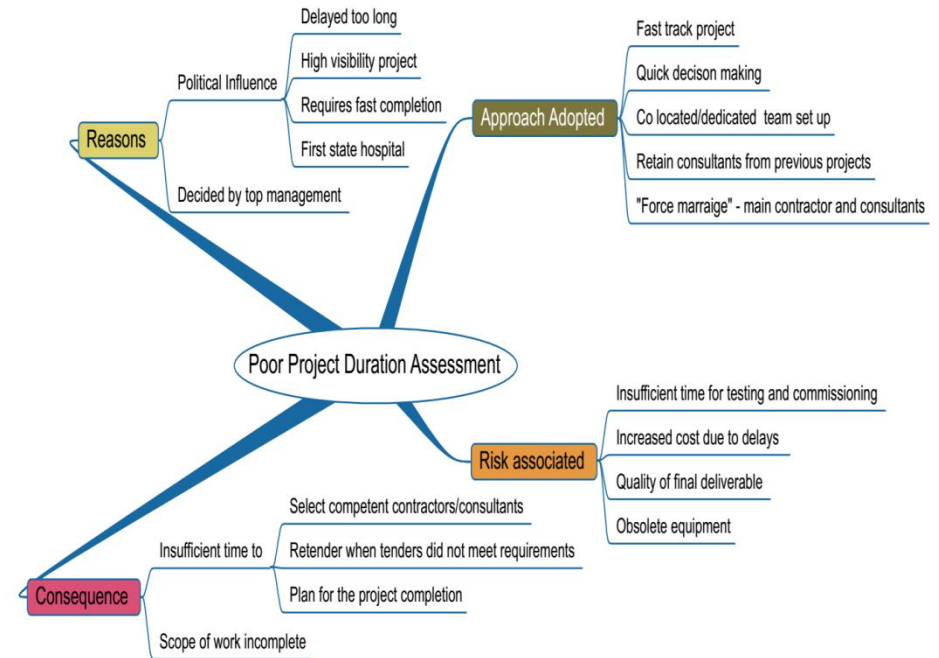 Delayed too long
High visibility project
Political Influence
Requires fast completion
First state hospital
Reasons
Decided by top management
Fast track project
Quick decison making
Approach Adopted
Co located/dedicated team set up
Retain consultants from previous projects
"Force marraige" - main contractor and consultants
Poor Project Duration Assessment
Insufficient time for testing and commissioning
Increased cost due to delays
Risk associated
Quality of final deliverable
Obsolete equipment
Select competent contractors/consultants
Insufficient time to
Retender when tenders did not meet requirements
Plan for the project completion
Consequence
Scope of work incomplete